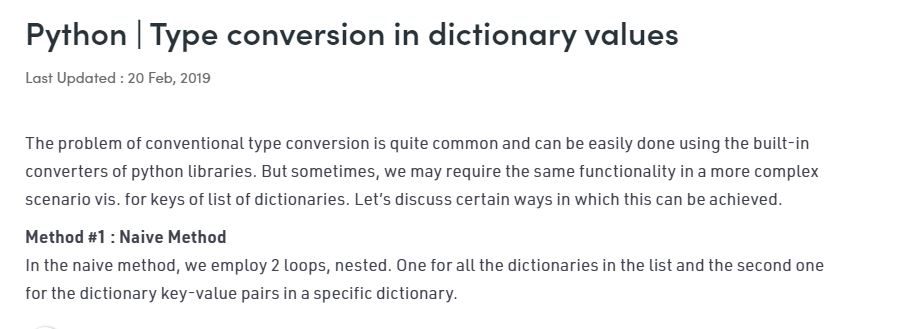 Python | Type conversion in dictionary values
Last Updated : 20 Feb, 2019
The problem of conventional type conversion is quite common and can be easily done using the built-in
converters of python libraries. But sometimes, we may require the same functionality in a more complex
scenario vis. for keys of list of dictionaries. Let's discuss certain ways in which this can be achieved.
Method #1 : Naive Method
In the naive method, we employ 2 loops, nested. One for all the dictionaries in the list and the second one
for the dictionary key-value pairs in a specific dictionary.